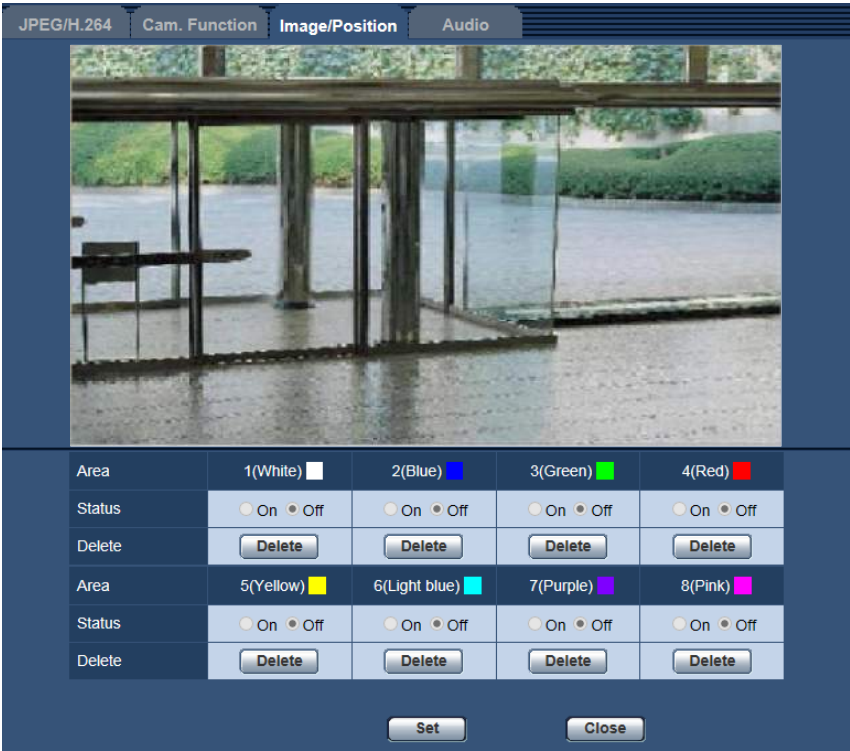 JPEG/H.264 Cam. Function Image/Position Audio
Area 1(White) 2(Blue) 3(Green) 4(Red)
Status On Off On Off On Off On Off
Delete Delete Delete Delete Delete
Area 5(Yellow) 6(Light blue) 7(Purple) 8(Pink)
Status On Off On Off On Off On Off
Delete Delete Delete Delete Delete
Set Close